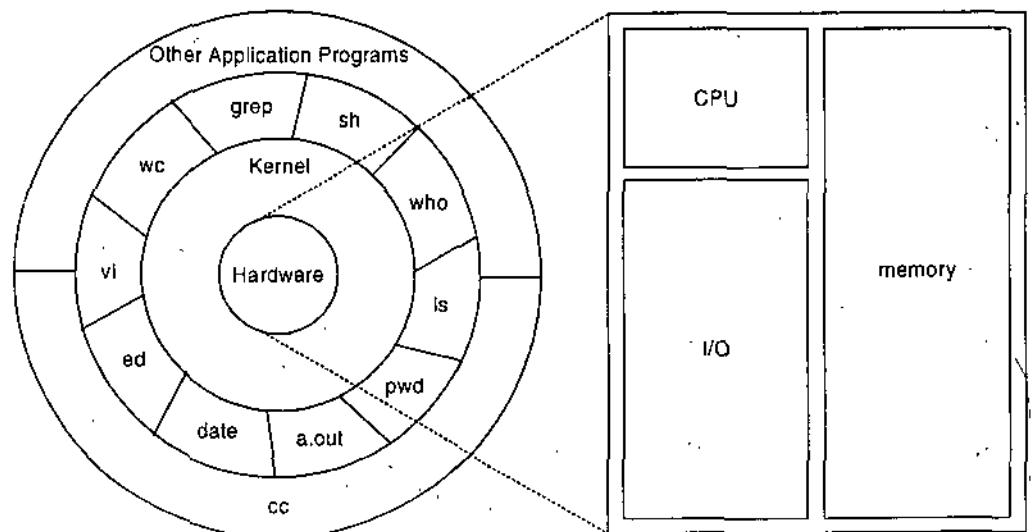 Other Application Programs
grep
sh
wc
Kernel
who
vi
Hardware
ls
ed
pwd
date
a.out
cc
CPU
memory
I/O